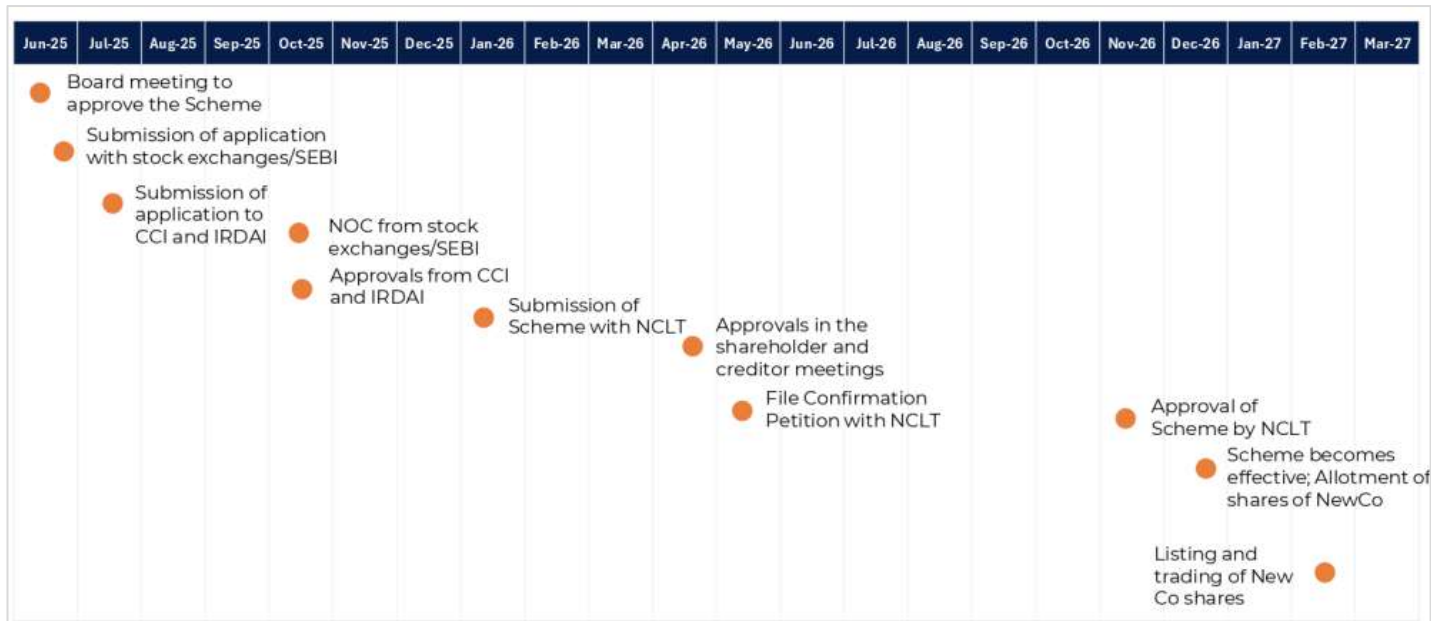 Jun-25 Jul-25 Aug-25 Sep-25 Oct-25 Nov-25 Dec-25 Jan-26 Feb-26 Mar-26 Apr-26 May-26 Jun-26 Jul-26 Aug-26 Sep-26 Oct-26 Nov-26 Dec-26 Jan-27 Feb-27 Mar-27
Board meeting to
approve the Scheme
Submission of application
with stock exchanges/SEBI
Submission of
application to
CCI and IRDAI
NOC from stock
exchanges/SEBI
Approvals from CCI
and IRDAI
Submission of
Scheme with NCLT
Approvals in the
shareholder and
creditor meetings
File Confirmation
Petition with NCLT
Approval of
Scheme by NCLT
Scheme becomes
effective; Allotment of
shares of NewCo
Listing and
trading of New
Co shares